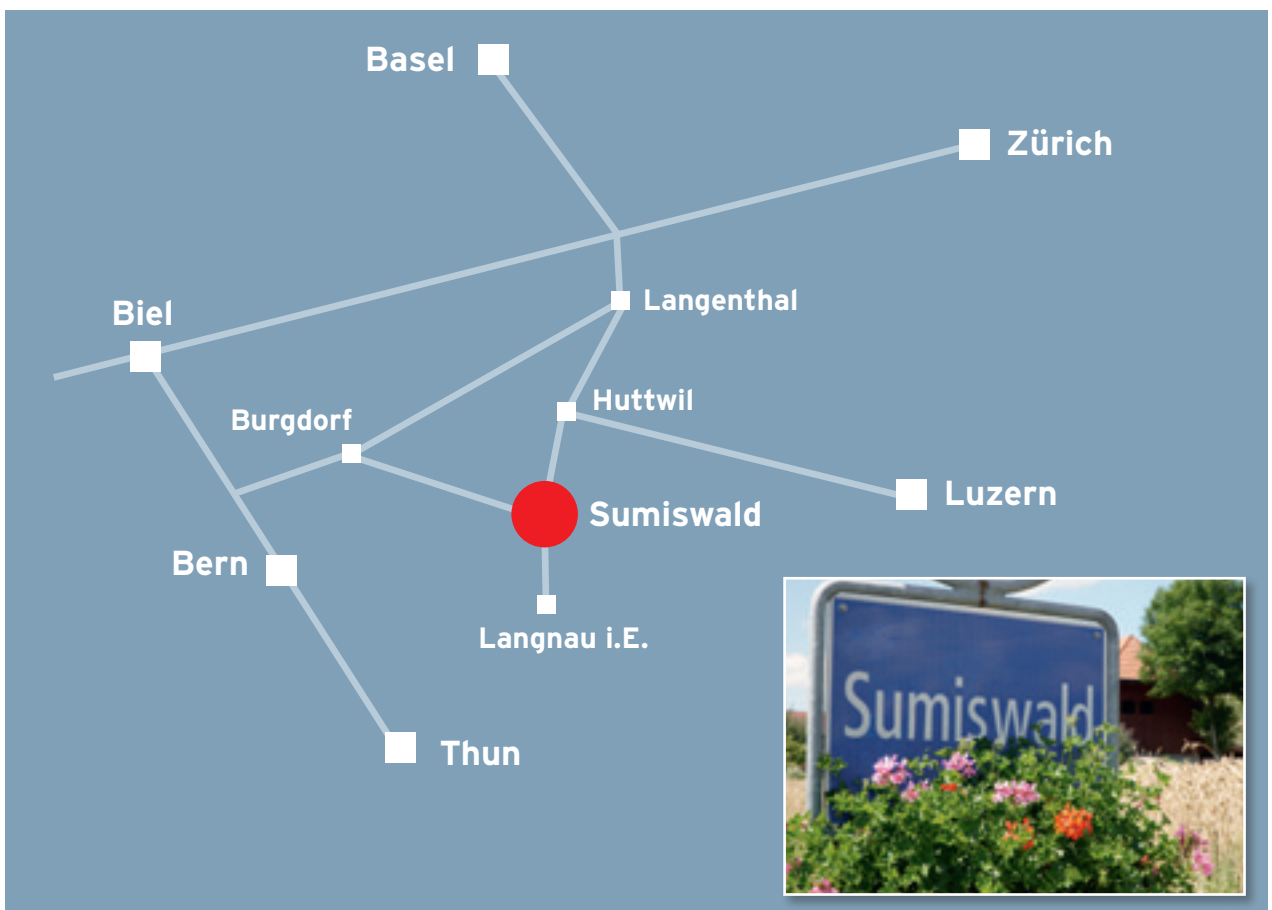 Basel
Zürich
Langenthal
Biel
Huttwil
Burgdorf
Luzern
Sumiswald
Bern
Langnau i.E.
Thun
Sumiswald